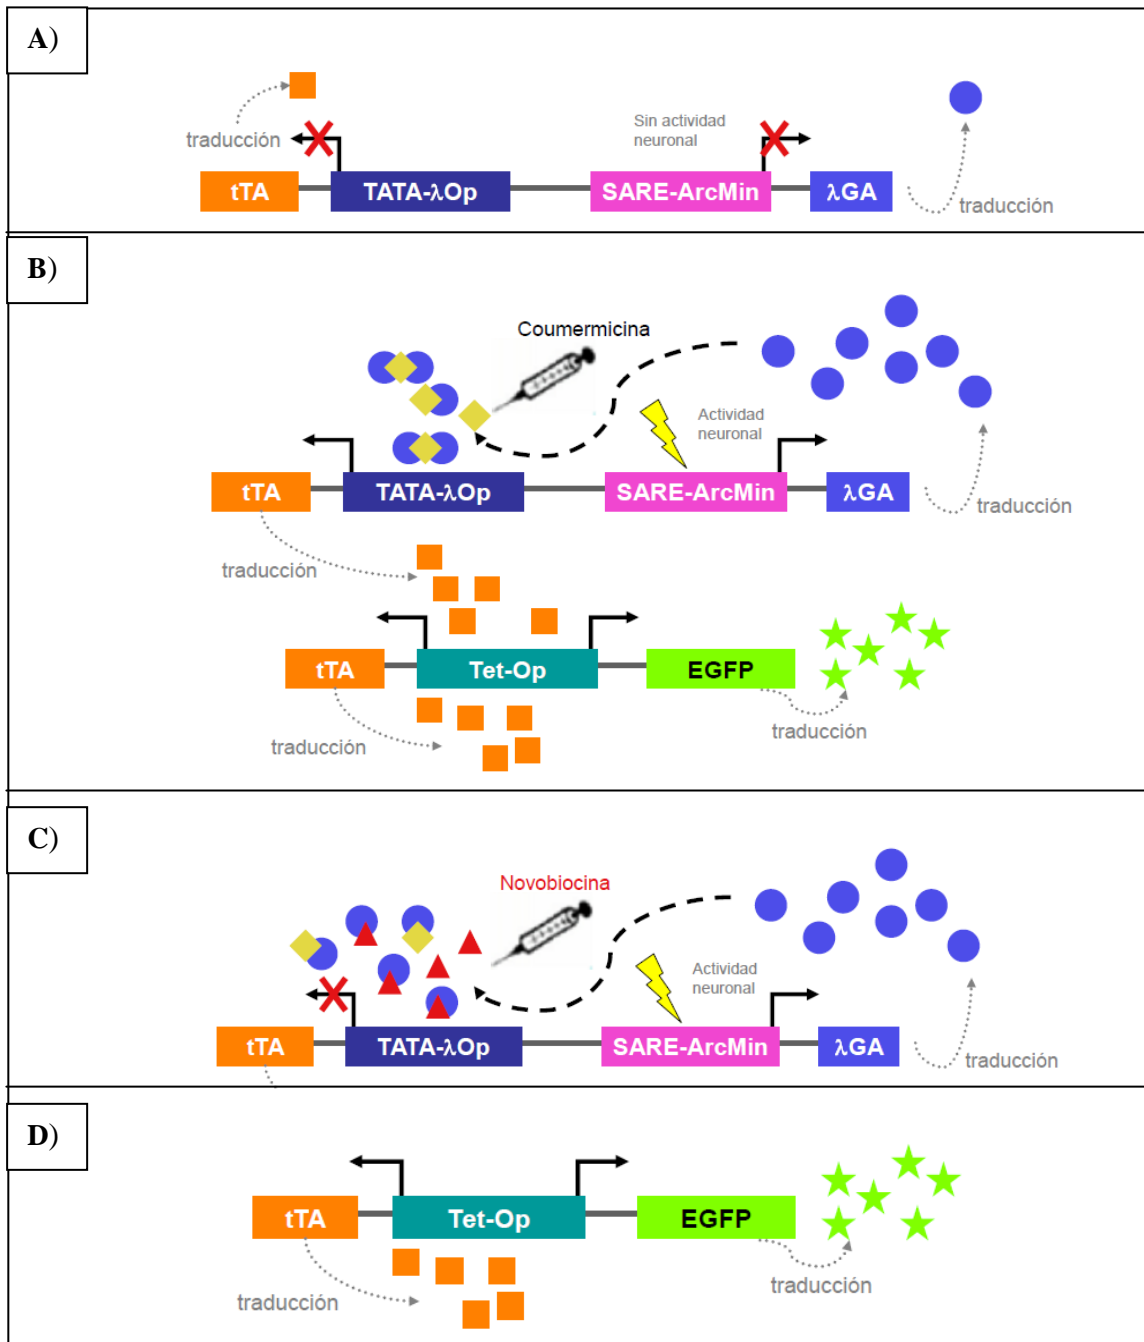 A)
traducción
Sin actividad
neuronal
tTA
TATA-λOp
SARE-ArcMin
λGA
traducción
B)
Coumermicina
Actividad
neuronal
tTA
TATA-λOp
SARE-ArcMin
λGA
traducción
traducción
tTA
Tet-Op
EGFP
traducción
traducción
C)
Novobiocina
Actividad
neuronal
tTA
TATA-λOp
SARE-ArcMin
λGA
traducción
D)
tTA
Tet-Op
EGFP
traducción
traducción